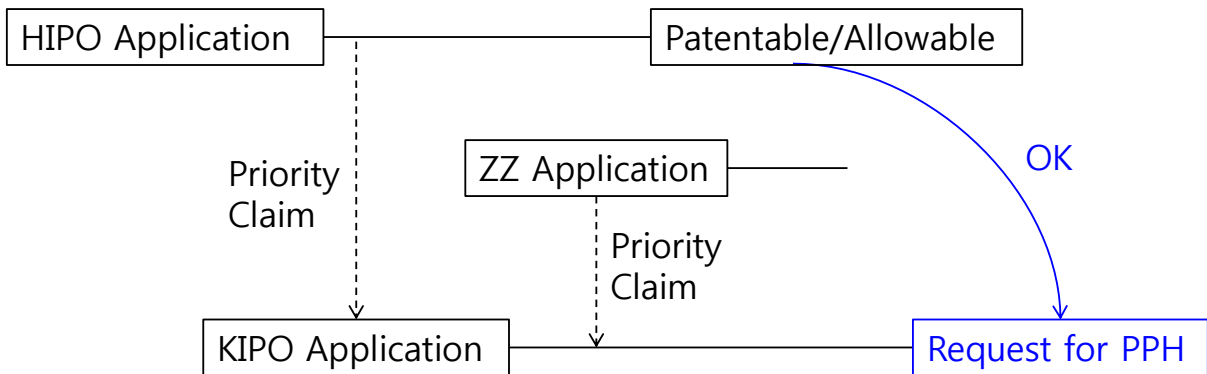 HIPO Application
Patentable/Allowable
ZZ Application
OK
Priority
Claim
Priority
Claim
KIPO Application
Request for PPH